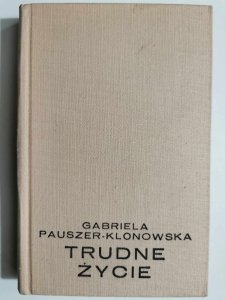 GABRIELA
PAUSZER-KLONOWSKA
TRUDNE
ŻYCIE